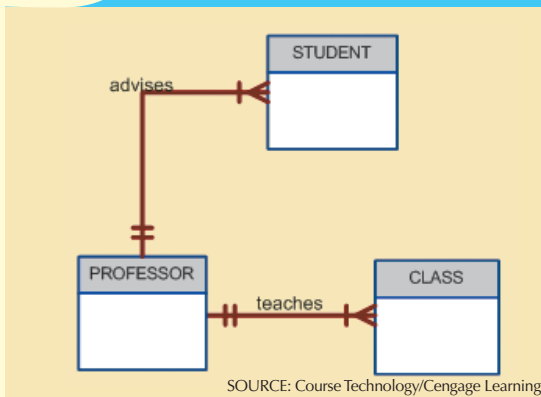 STUDENT
advises
PROFESSOR
CLASS
teaches
SOURCE: Course Technology/Cengage Learning